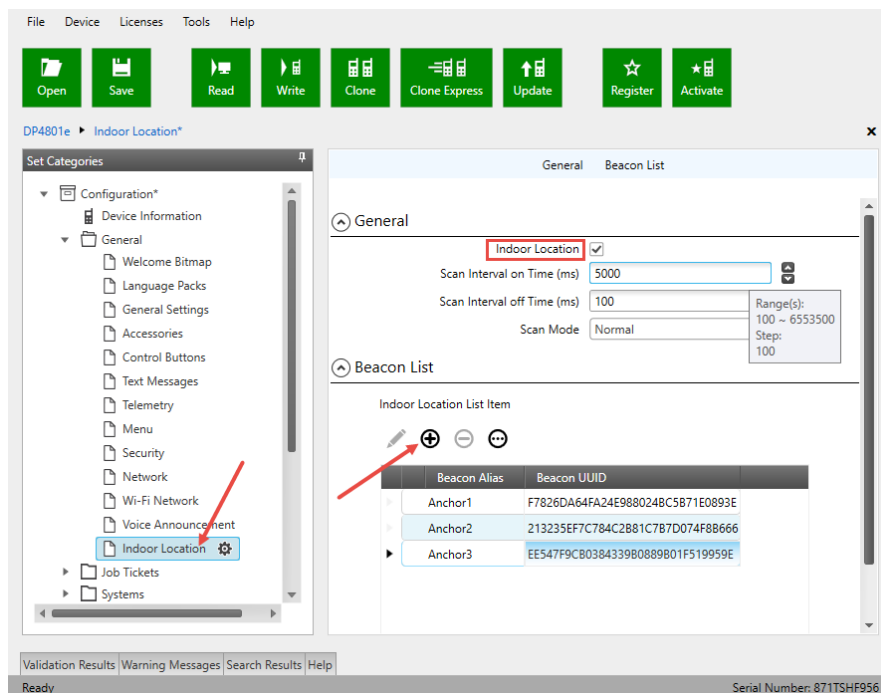 File Device Licenses Tools Help
Open Save Read Write Clone Clone Express Update Register Activate
DP4801e Indoor Location*
Set Categories
Configuration*
Device Information
General
Welcome Bitmap
Language Packs
General Settings
Accessories
Control Buttons
Text Messages
Telemetry
Menu
Security
Network
Wi-Fi Network
Voice Announcement
Indoor Location
Job Tickets
Systems
General Beacon List
General
Indoor Location
Scan Interval on Time (ms) 5000
Scan Interval off Time (ms) 100
Scan Mode Normal
Range(s):
100 ~ 6553500
Step:
100
Beacon List
Indoor Location List Item
Beacon Alias Beacon UUID
Anchor1 F7826DA64FA24E988024BC5B71E0893E
Anchor2 213235EF7C784C2B81C7B7D074F8B666
Anchor3 EE547F9CB0384339B0889B01F519959E
Validation Results Warning Messages Search Results Help
Ready Serial Number: 871TSHF956